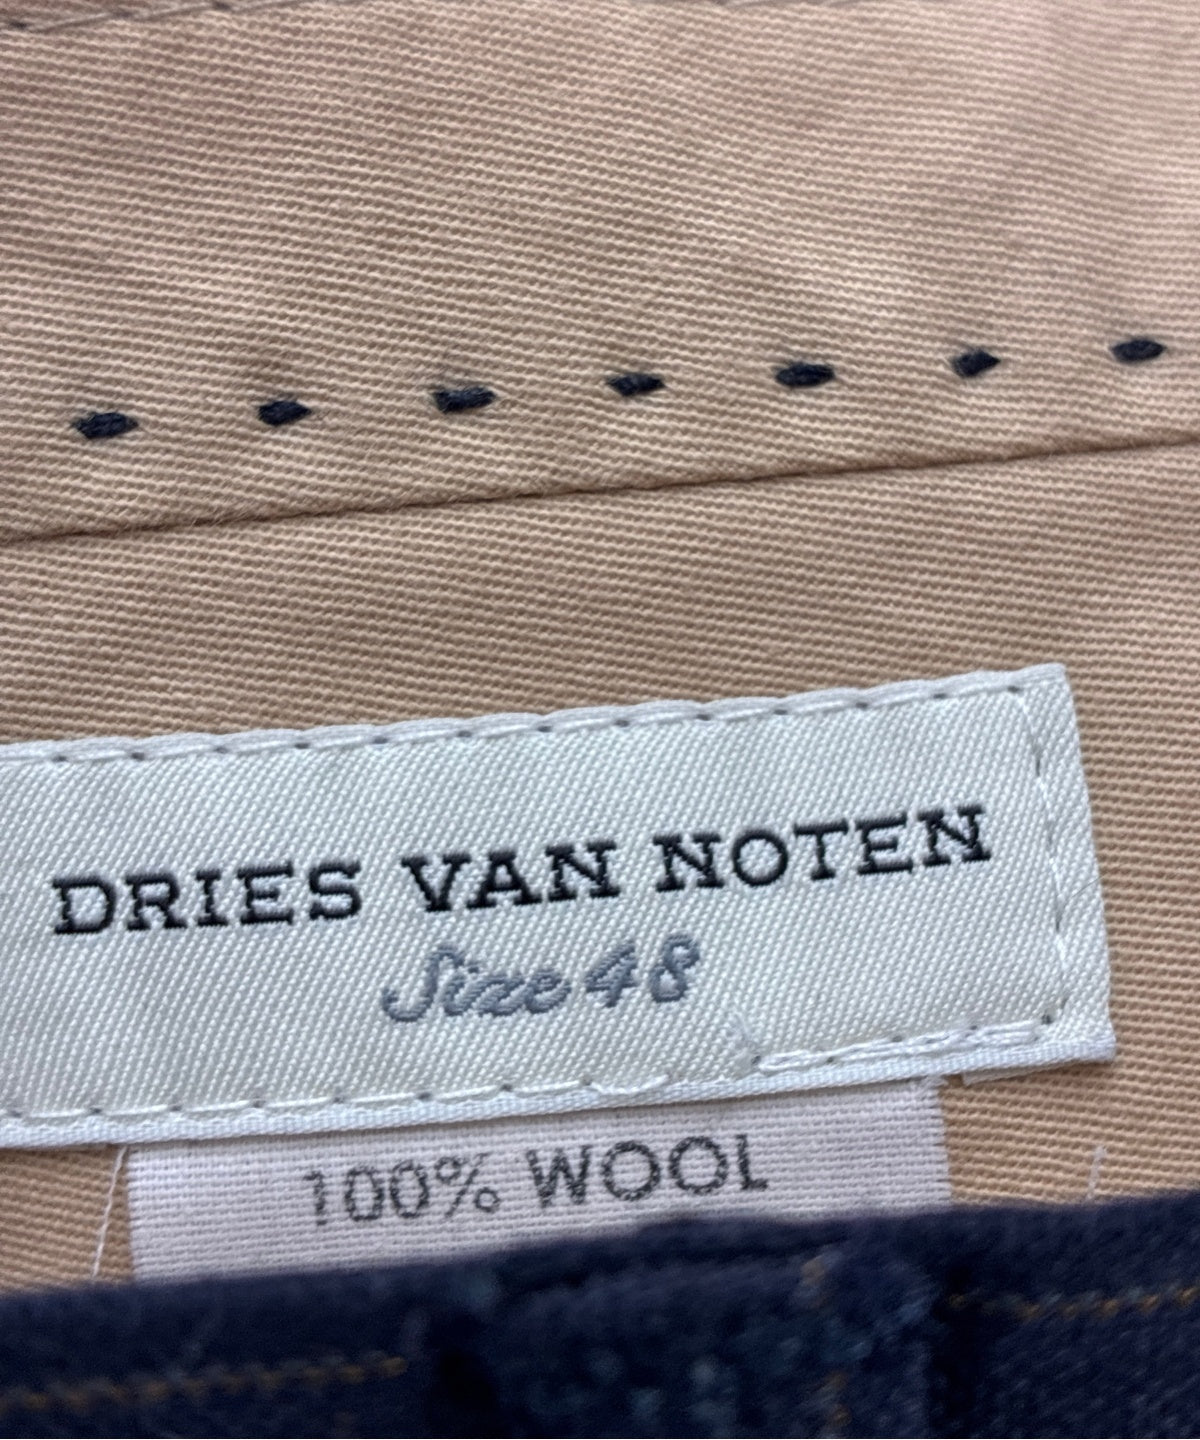 DRIES VAN NOTEN
Size 48
100% WOOL